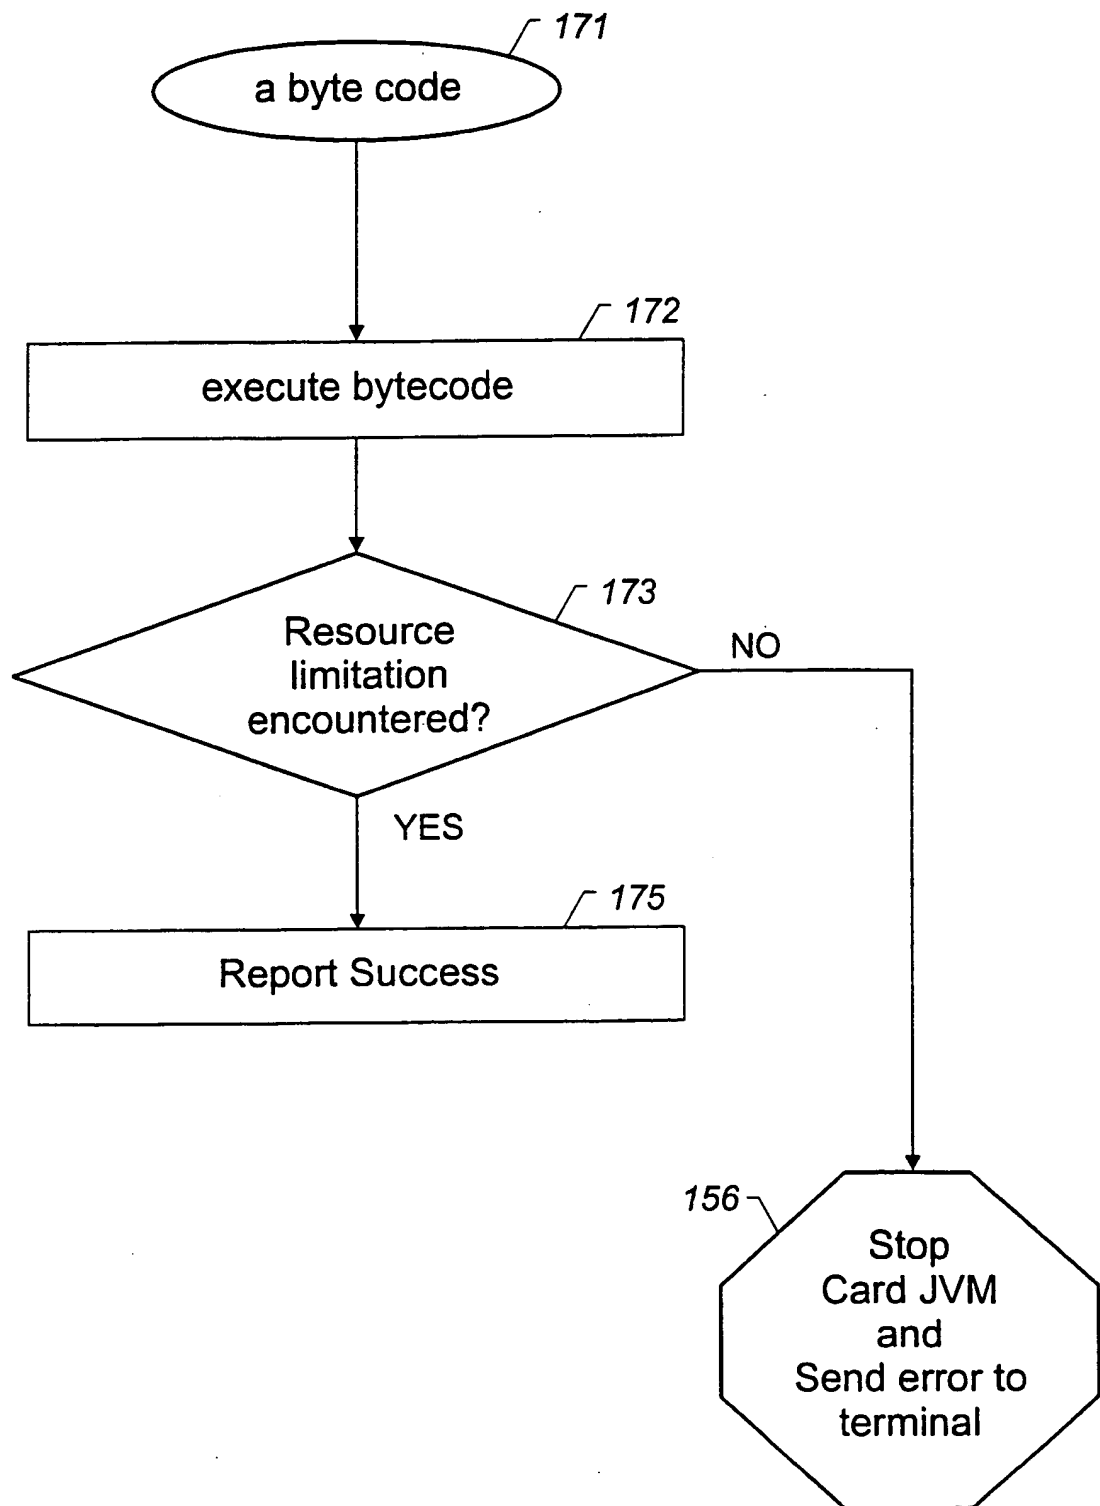 171
a byte code
172
execute bytecode
173
Resource
limitation
encountered?
NO
YES
175
Report Success
156
Stop
Card JVM
and
Send error to
terminal